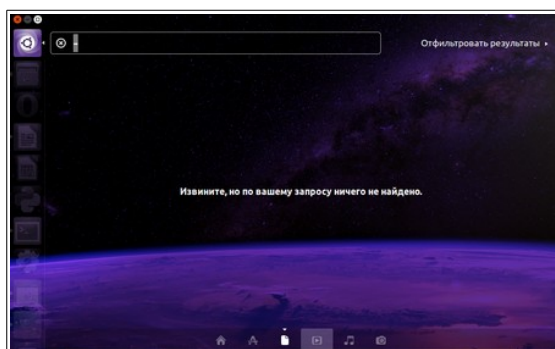 Отфильтровать результаты
Извините, но по вашему запросу ничего не найдено.